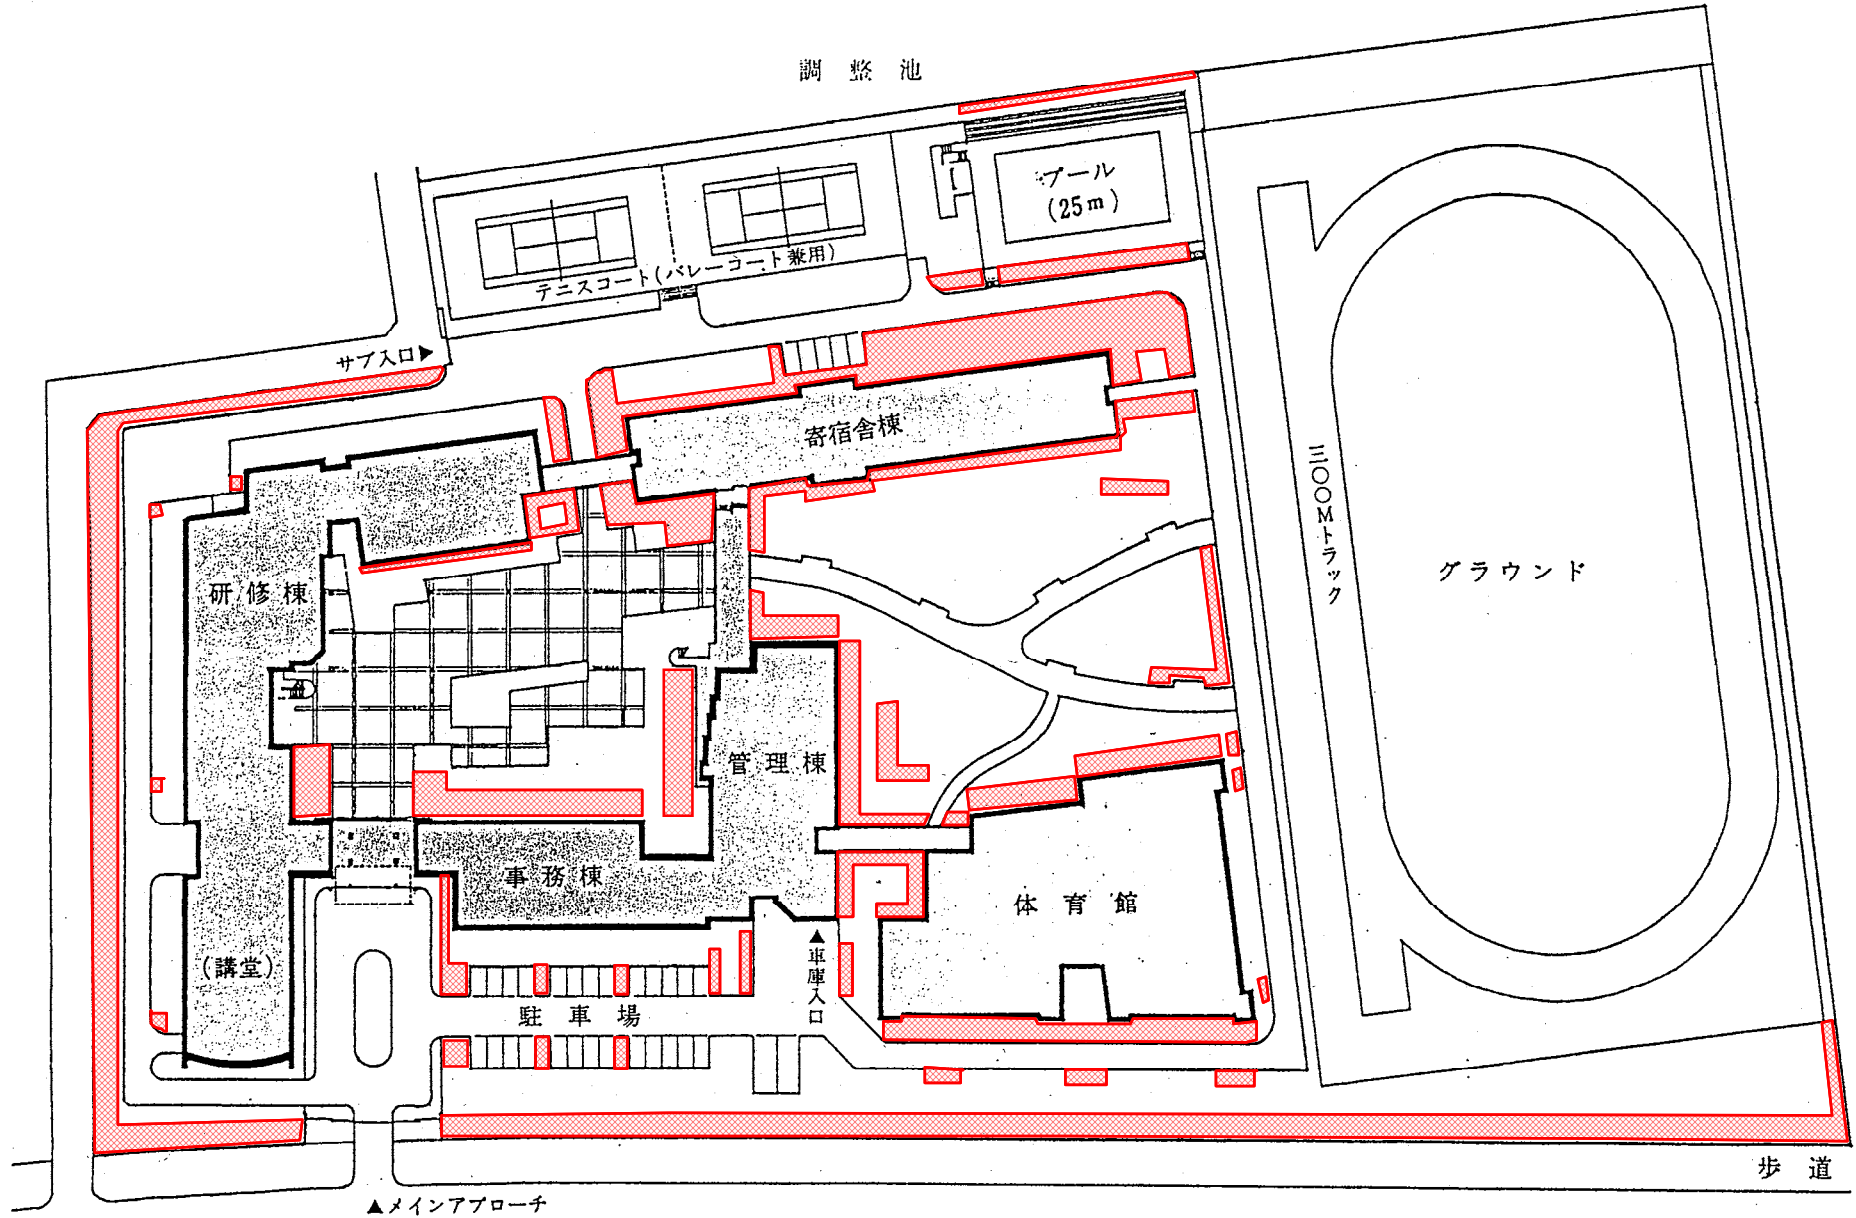 調整池
プール
(25m)
テニスコート(バレーコート兼用)
サブ入口▶
寄宿舎棟
三〇〇Mトラック
グラウンド
研修棟
管理棟
事務棟
体育館
(講堂)
▲車庫入口
駐車場
歩道
▲メインアプローチ